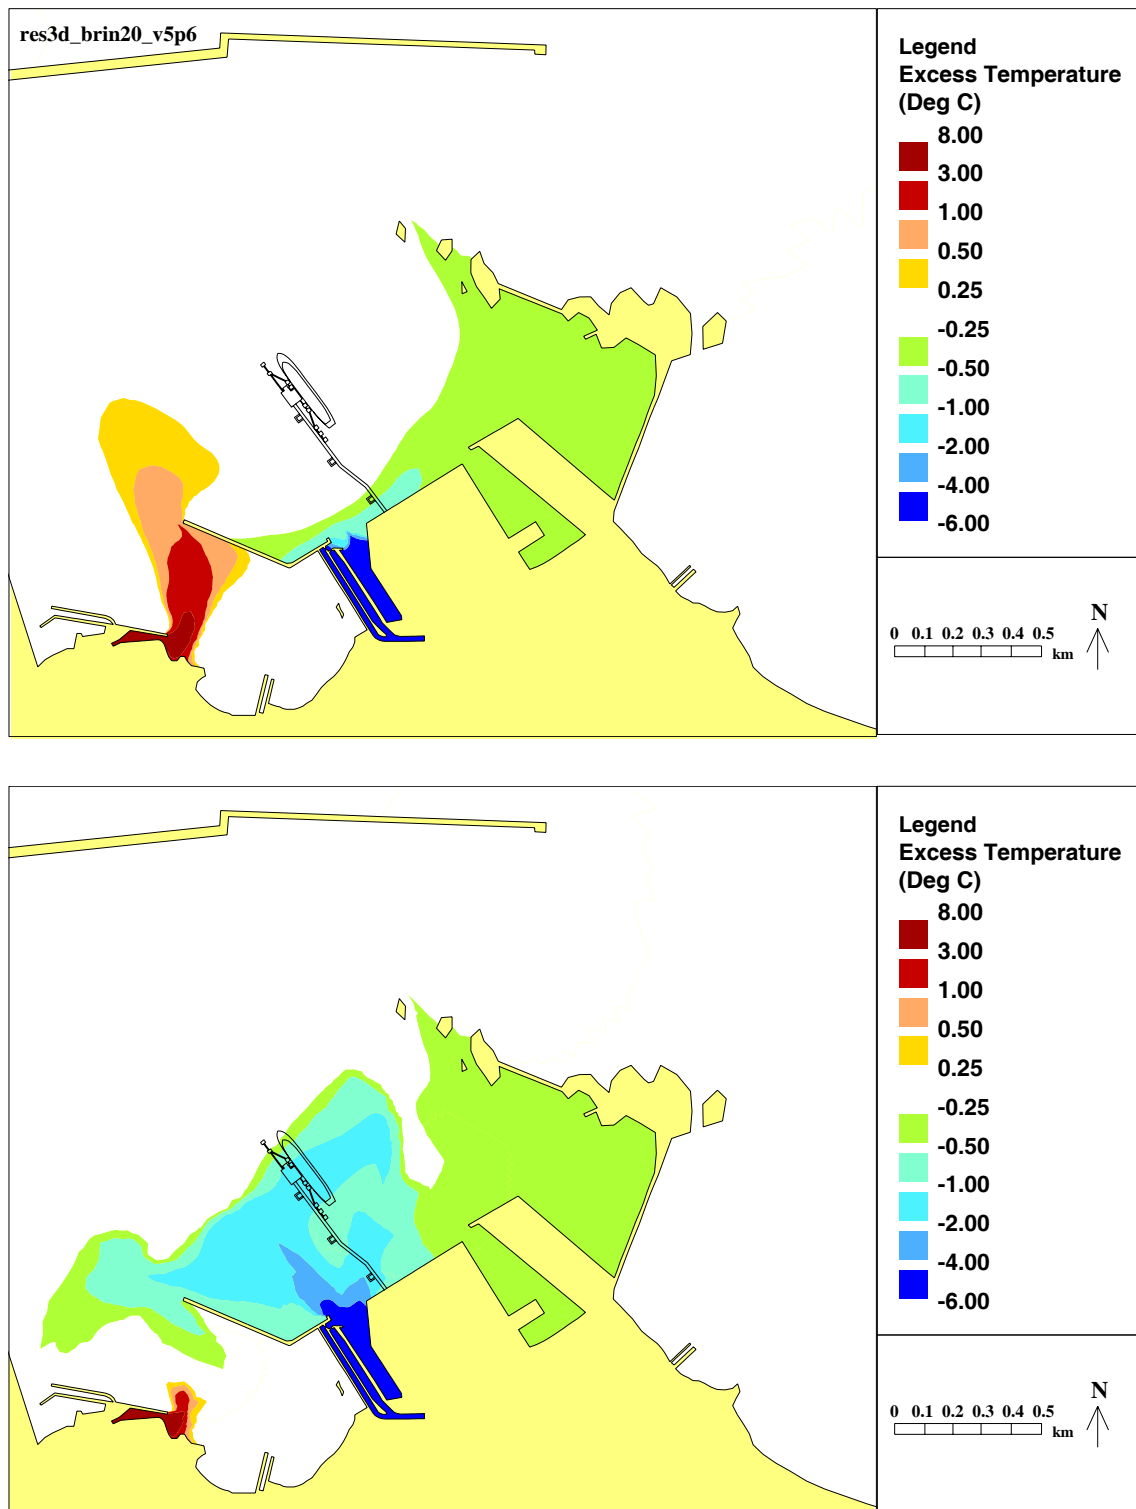 res3d_brin20_v5p6
Legend
Excess Temperature
(Deg C)
8.00
3.00
1.00
0.50
0.25
-0.25
-0.50
-1.00
-2.00
-4.00
-6.00
N
0 0.1 0.2 0.3 0.4 0.5
km
Legend
Excess Temperature
(Deg C)
8.00
3.00
1.00
0.50
0.25
-0.25
-0.50
-1.00
-2.00
-4.00
-6.00
N
0 0.1 0.2 0.3 0.4 0.5
km